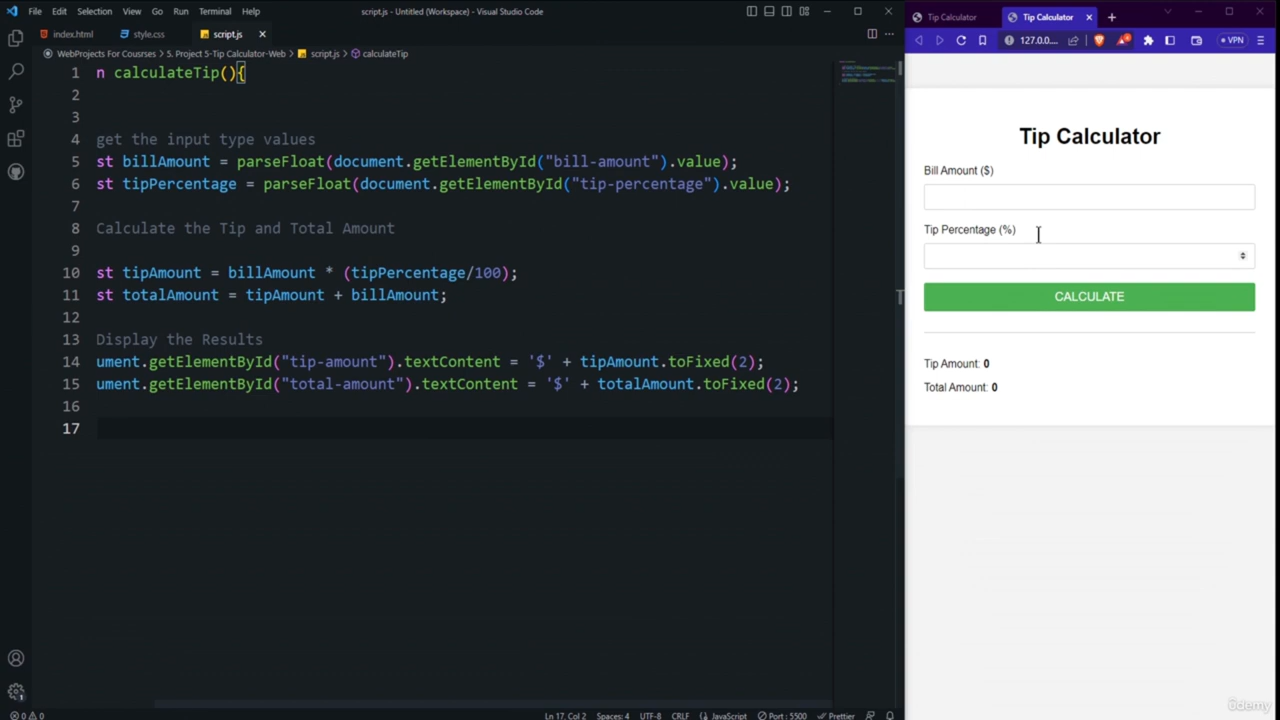 File Edit Selection View Go Run Terminal Help
script.js - Untitled (Workspace) - Visual Studio Code
index.html style.css script.js
WebProjects For Coursres > 5. Project 5-Tip Calculator-Web > script.js > calculateTip
1 n calculateTip(){
2
3
4 get the input type values
5 st billAmount = parseFloat(document.getElementById("bill-amount").value);
6 st tipPercentage = parseFloat(document.getElementById("tip-percentage").value);
7
8 Calculate the Tip and Total Amount
9
10 st tipAmount = billAmount * (tipPercentage/100);
11 st totalAmount = tipAmount + billAmount;
12
13 Display the Results
14 ument.getElementById("tip-amount").textContent = '$' + tipAmount.toFixed(2);
15 ument.getElementById("total-amount").textContent = '$' + totalAmount.toFixed(2);
16
17
0 0 Ln 17, Col 2 Spaces: 4 UTF-8 CRLF JavaScript Port : 5500 Prettier
Tip Calculator Tip Calculator
127.0.... VPN
Tip Calculator
Bill Amount ($)
Tip Percentage (%)
CALCULATE
Tip Amount: 0
Total Amount: 0
ûdemy